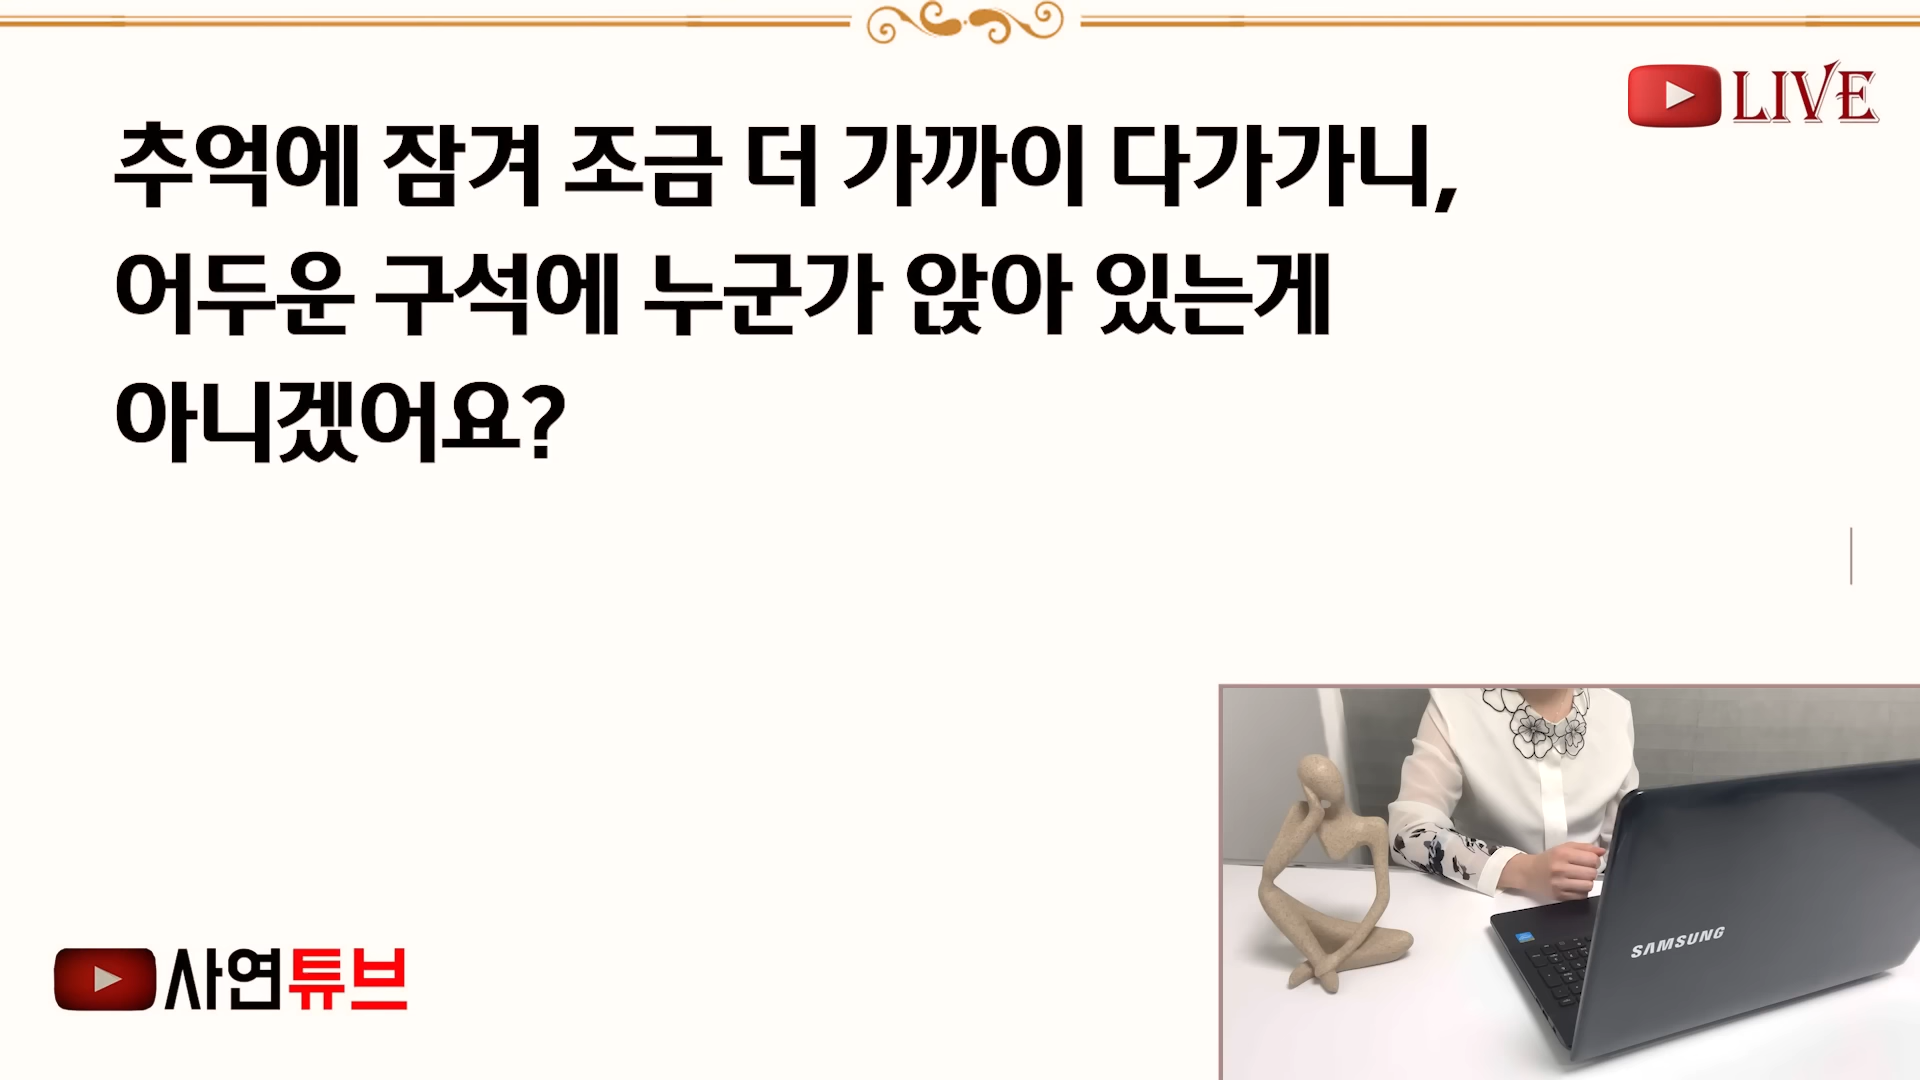 LIVE
추억에 잠겨 조금 더 가까이 다가가니,
어두운 구석에 누군가 앉아 있는게
아니겠어요?
사연튜브
SAMSUNG